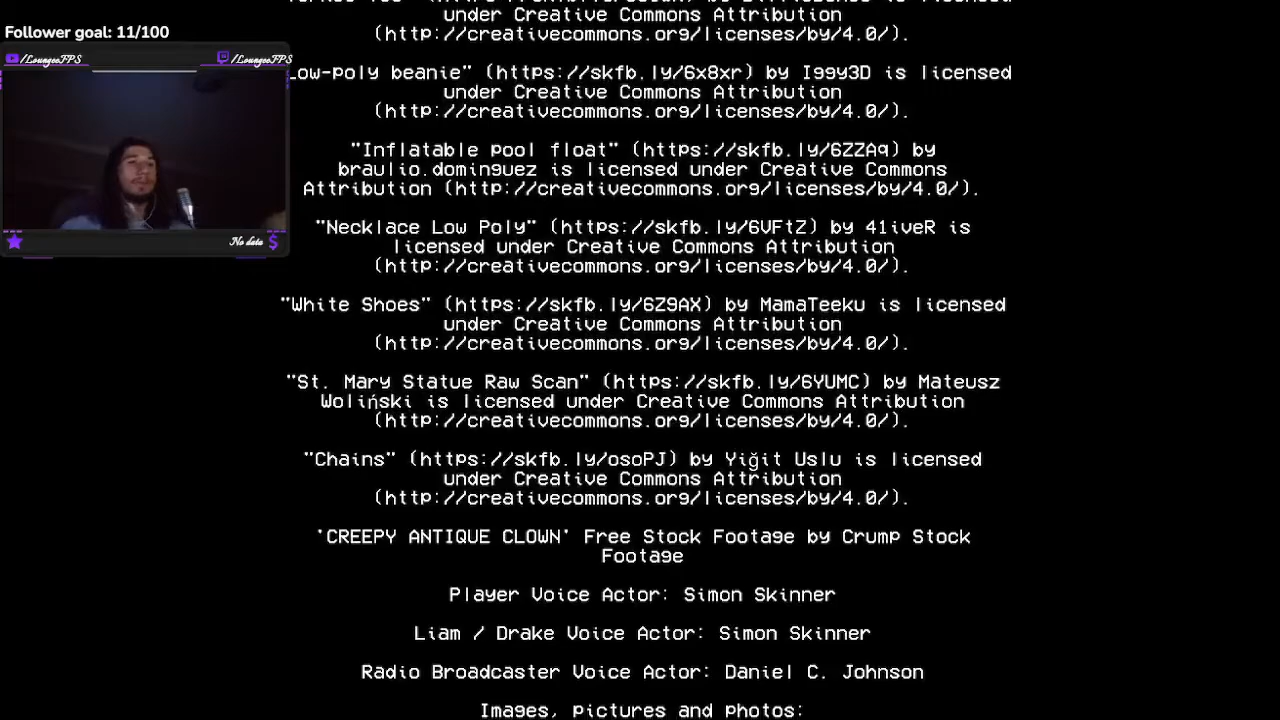 Follower goal: 11/100
/LoungeeFPS
/LoungeeFPS
No data
under Creative Commons Attribution
(http://creativecommons.org/licenses/by/4.0/).
Low-poly beanie" (https://skfb.ly/6x8xr) by Iggy3D is licensed
under Creative Commons Attribution
(http://creativecommons.org/licenses/by/4.0/).
"Inflatable pool float" (https://skfb.ly/6ZZAq) by
braulio.dominguez is licensed under Creative Commons
Attribution (http://creativecommons.org/licenses/by/4.0/).
"Necklace Low Poly" (https://skfb.ly/6VFtZ) by 41iveR is
licensed under Creative Commons Attribution
(http://creativecommons.org/licenses/by/4.0/).
"White Shoes" (https://skfb.ly/6Z9AX) by MamaTeeku is licensed
under Creative Commons Attribution
(http://creativecommons.org/licenses/by/4.0/).
"St. Mary Statue Raw Scan" (https://skfb.ly/6YUMC) by Mateusz
Woliński is licensed under Creative Commons Attribution
(http://creativecommons.org/licenses/by/4.0/).
"Chains" (https://skfb.ly/osoPJ) by Yiğit Uslu is licensed
under Creative Commons Attribution
(http://creativecommons.org/licenses/by/4.0/).
'CREEPY ANTIQUE CLOWN' Free Stock Footage by Crump Stock
Footage
Player Voice Actor: Simon Skinner
Liam / Drake Voice Actor: Simon Skinner
Radio Broadcaster Voice Actor: Daniel C. Johnson
Images, pictures and photos: